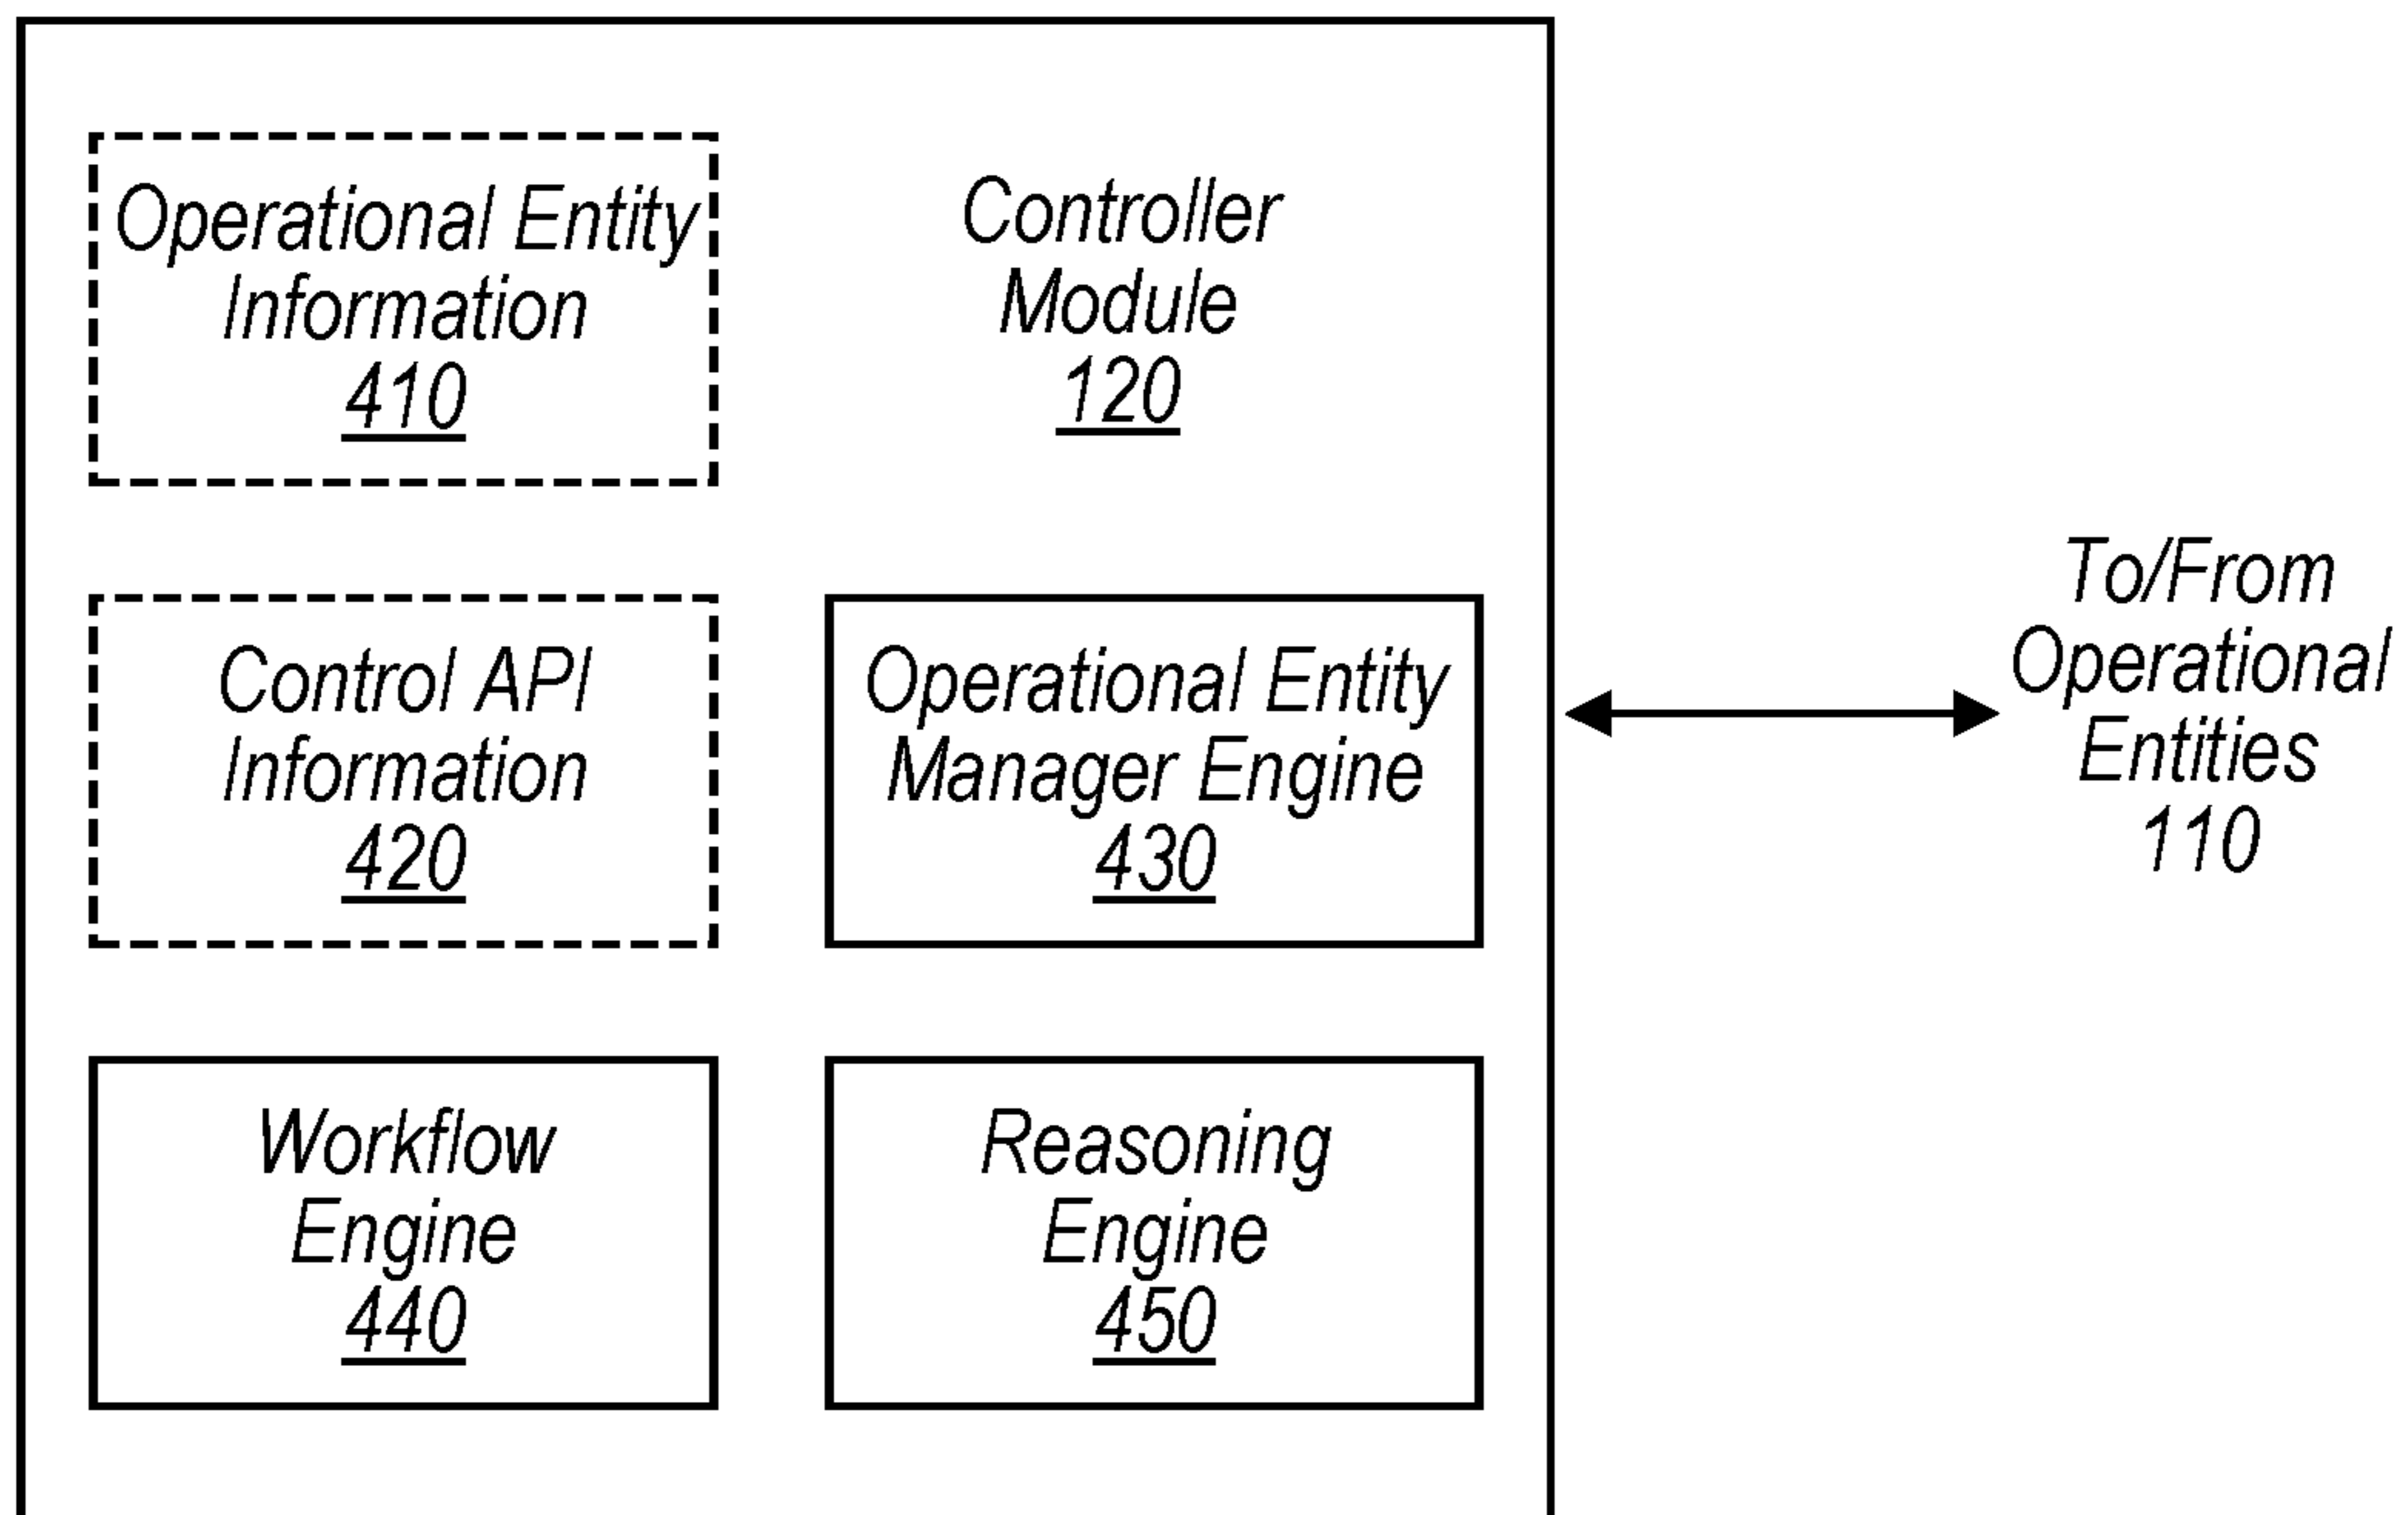 Operational Entity
Information
410
Controller
Module
120
Control API
Information
420
Operational Entity
Manager Engine
430
To/From
Operational
Entities
110
Workflow
Engine
440
Reasoning
Engine
450